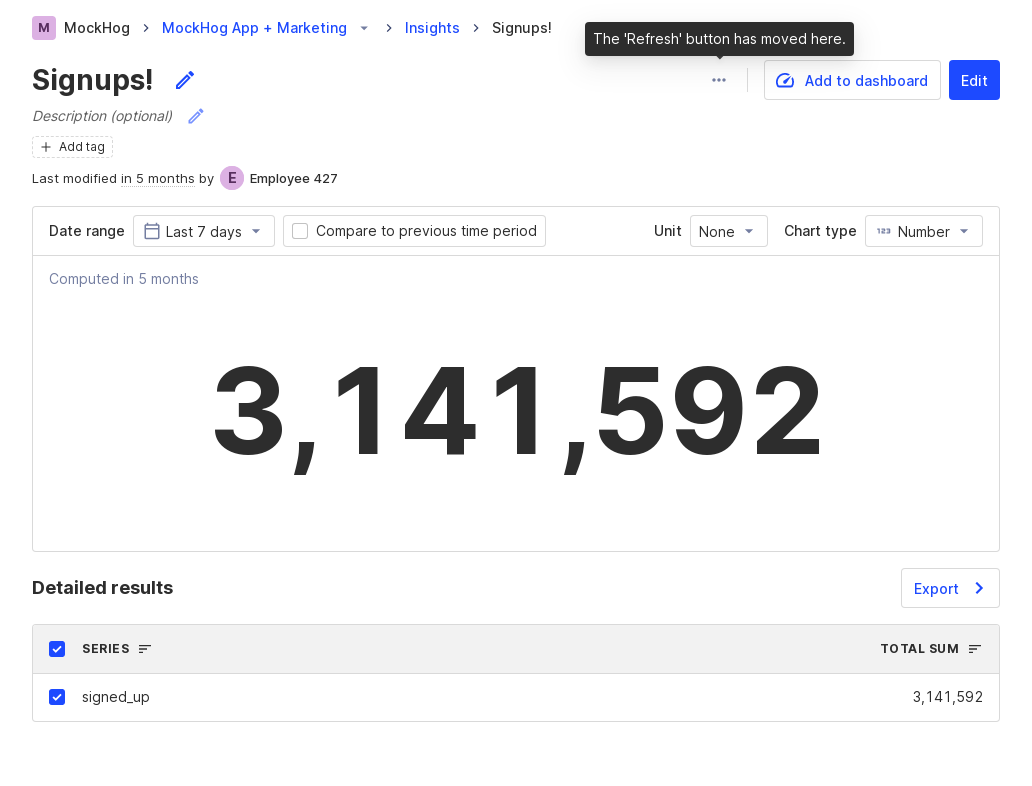 M MockHog MockHog App + Marketing Insights Signups!
The 'Refresh' button has moved here.
Signups!
Add to dashboard Edit
Description (optional)
Add tag
Last modified in 5 months by E Employee 427
Date range Last 7 days Compare to previous time period Unit None Chart type 123 Number
Computed in 5 months
3,141,592
Detailed results Export
SERIES TOTAL SUM
signed_up 3,141,592